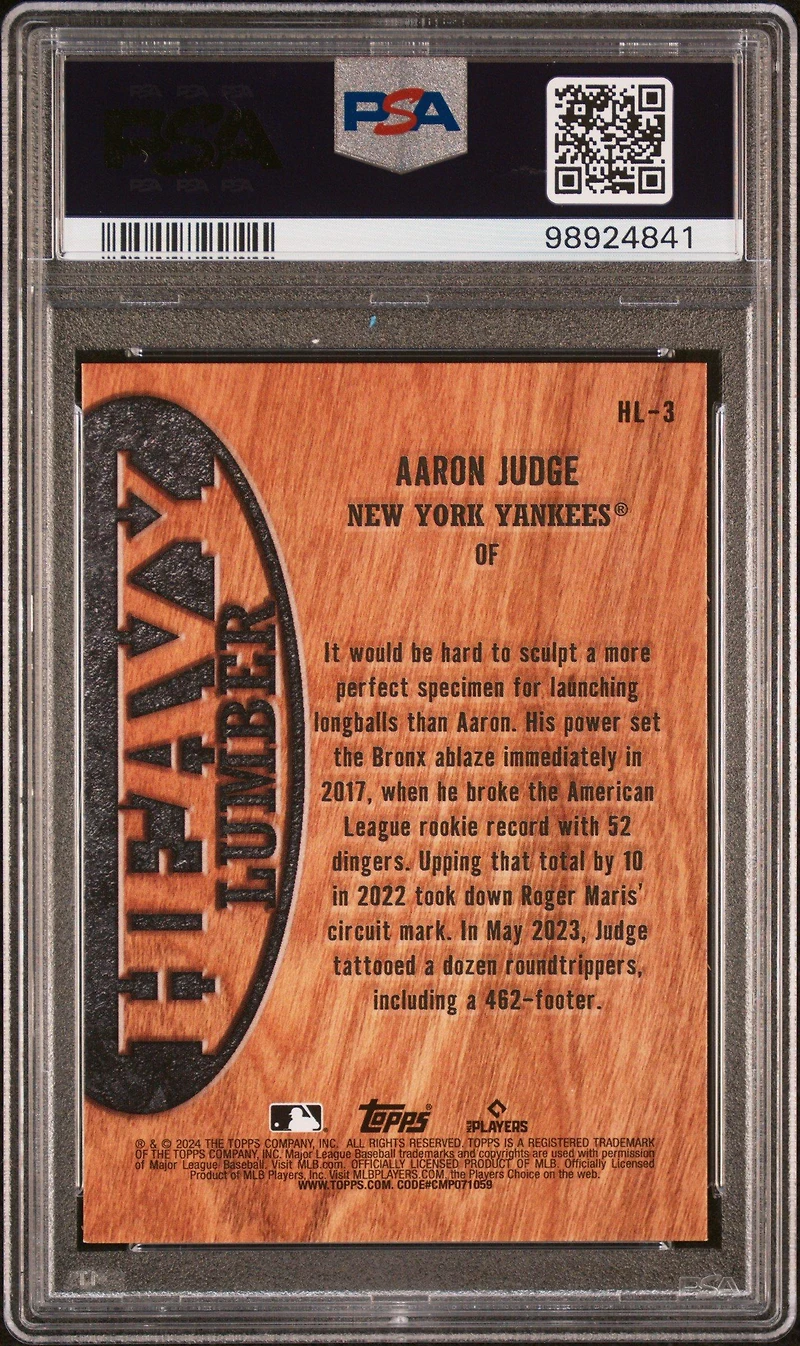 PSA
98924841
HL-3
AARON JUDGE
NEW YORK YANKEES®
OF
HEAVY
LUMBER
It would be hard to sculpt a more
perfect specimen for launching
longballs than Aaron. His power set
the Bronx ablaze immediately in
2017, when he broke the American
League rookie record with 52
dingers. Upping that total by 10
in 2022 took down Roger Maris'
circuit mark. In May 2023, Judge
tattooed a dozen roundtrippers,
including a 462-footer.
Topps®
MLB PLAYERS
® & © 2024 THE TOPPS COMPANY, INC. ALL RIGHTS RESERVED. TOPPS IS A REGISTERED TRADEMARK
OF THE TOPPS COMPANY, INC. Major League Baseball trademarks and copyrights are used with permission
of Major League Baseball. Visit MLB.com. OFFICIALLY LICENSED PRODUCT OF MLB. Officially Licensed
Product of MLB Players, Inc. Visit MLBPLAYERS.COM, the Players Choice on the web.
WWW.TOPPS.COM. CODE#CMP071059
PSA